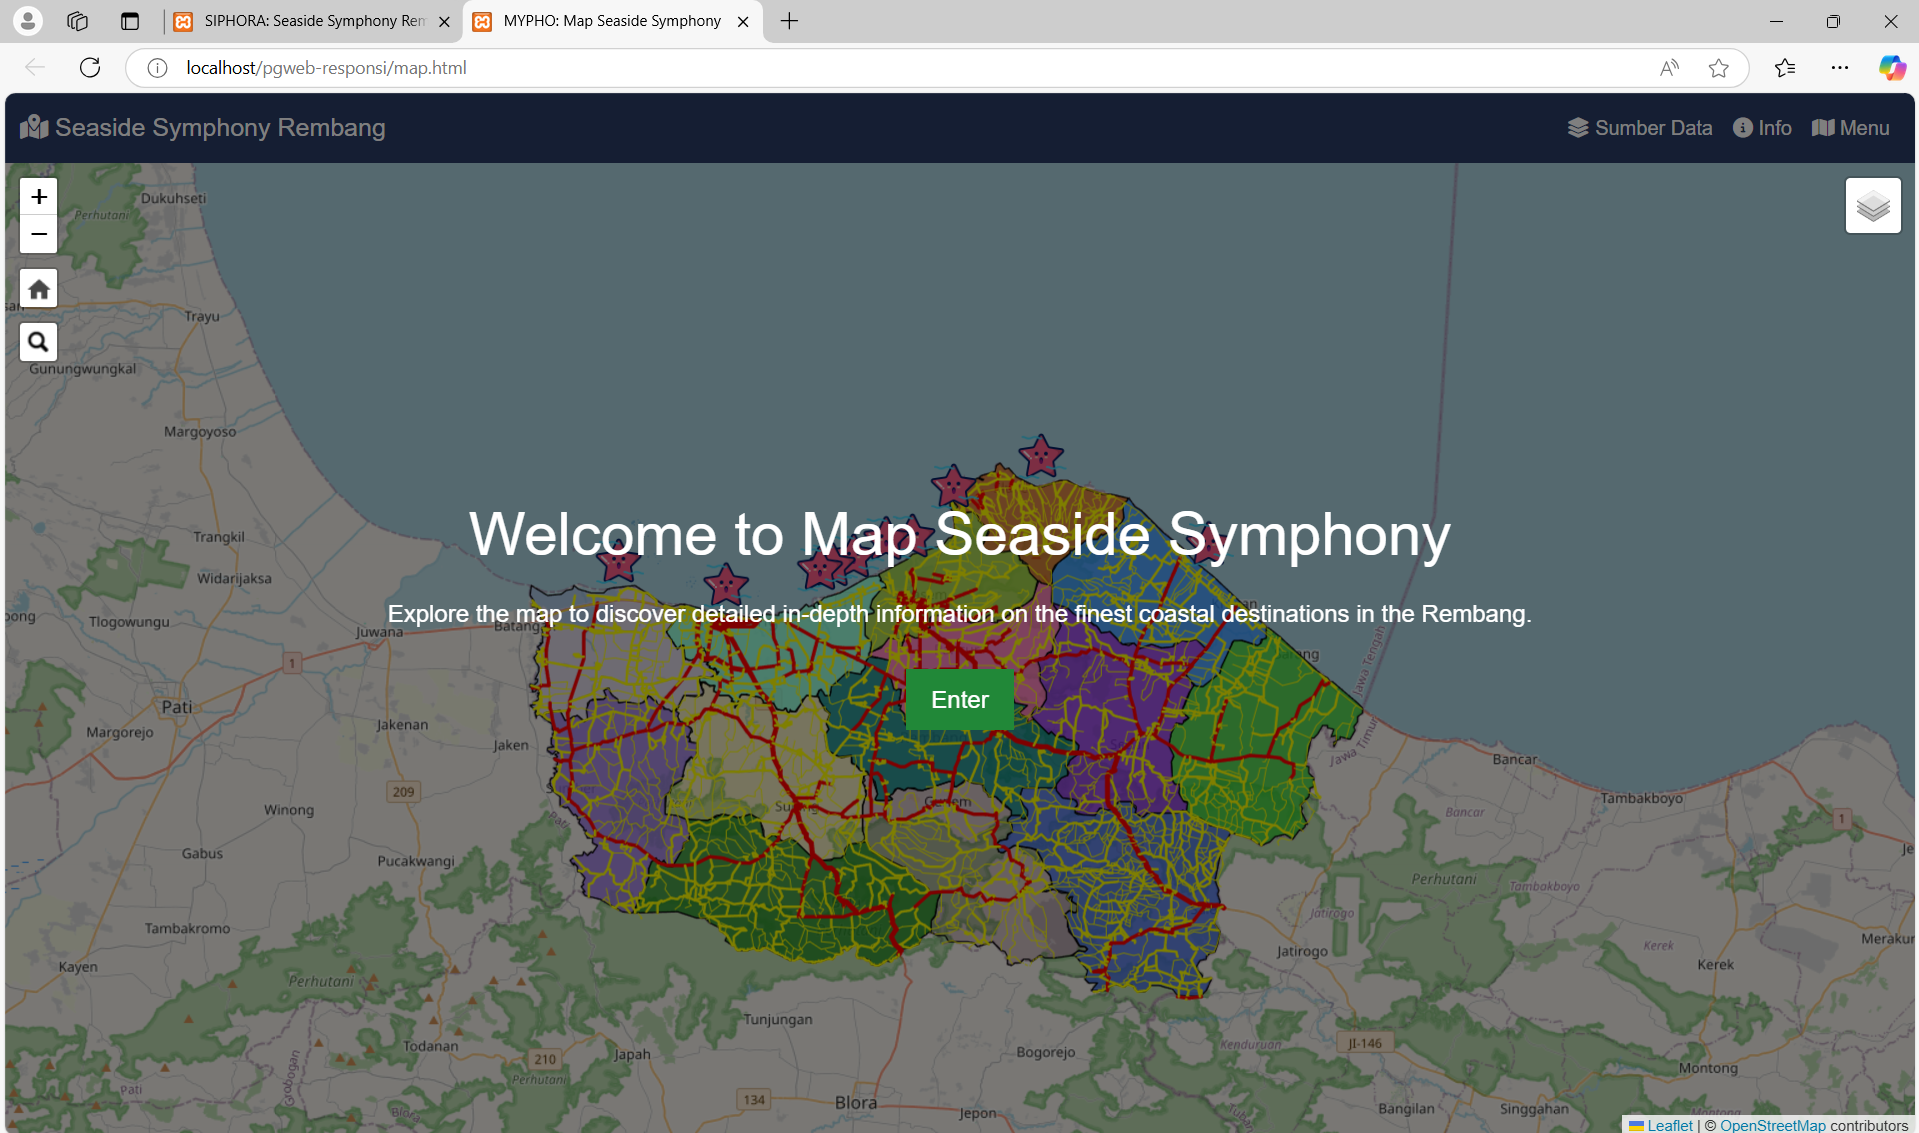 SIPHORA: Seaside Symphony Rem
MYPHO: Map Seaside Symphony
localhost/pgweb-responsi/map.html
Seaside Symphony Rembang
Sumber Data
Info
Menu
+
−
Dukuhseti
Perhutani
Trayu
Gunungwungkal
Margoyoso
Trangkil
Widarijaksa
Tlogowungu
Juwana
Batang
Welcome to Map Seaside Symphony
Explore the map to discover detailed in-depth information on the finest coastal destinations in the Rembang.
Enter
1
Pati
Margorejo
Jakenan
Jaken
209
Winong
Gabus
Pucakwangi
Pati
Tambakromo
Kayen
Perhutani
Todanan
Grobogan
Pati
Blora
210
Perhutani
Japah
Tunjungan
134
Blora
Jepon
Bogorejo
Jawa Tengah
Jawa Timur
Bancar
Tambakboyo
Bancar
1
Perhutani
Tambakboyo
Jatirogo
Jatirogo
Kerek
Kerek
Merakur
Kenduruan
JI-146
Montong
Bangilan
Singgahan
Montong
Leaflet | © OpenStreetMap contributors